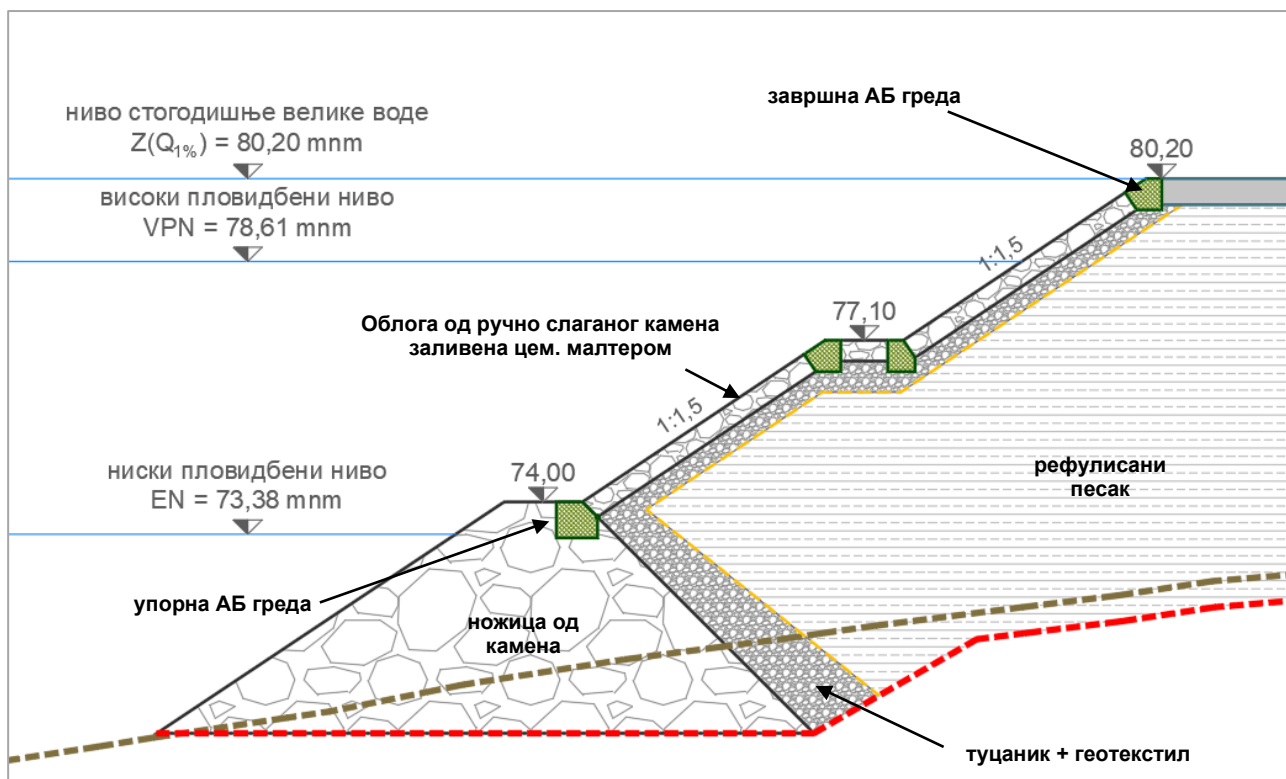 завршна АБ греда
ниво стогодишње велике воде
Z(Q1%) = 80,20 mnm
80,20
високи пловидбени ниво
VPN = 78,61 mnm
1:1,5
77,10
Облога од ручно слаганог камена
заливена цем. малтером
1:1,5
ниски пловидбени ниво
EN = 73,38 mnm
74,00
рефулисани
песак
упорна АБ греда
ножица од
камена
туцаник + геотекстил